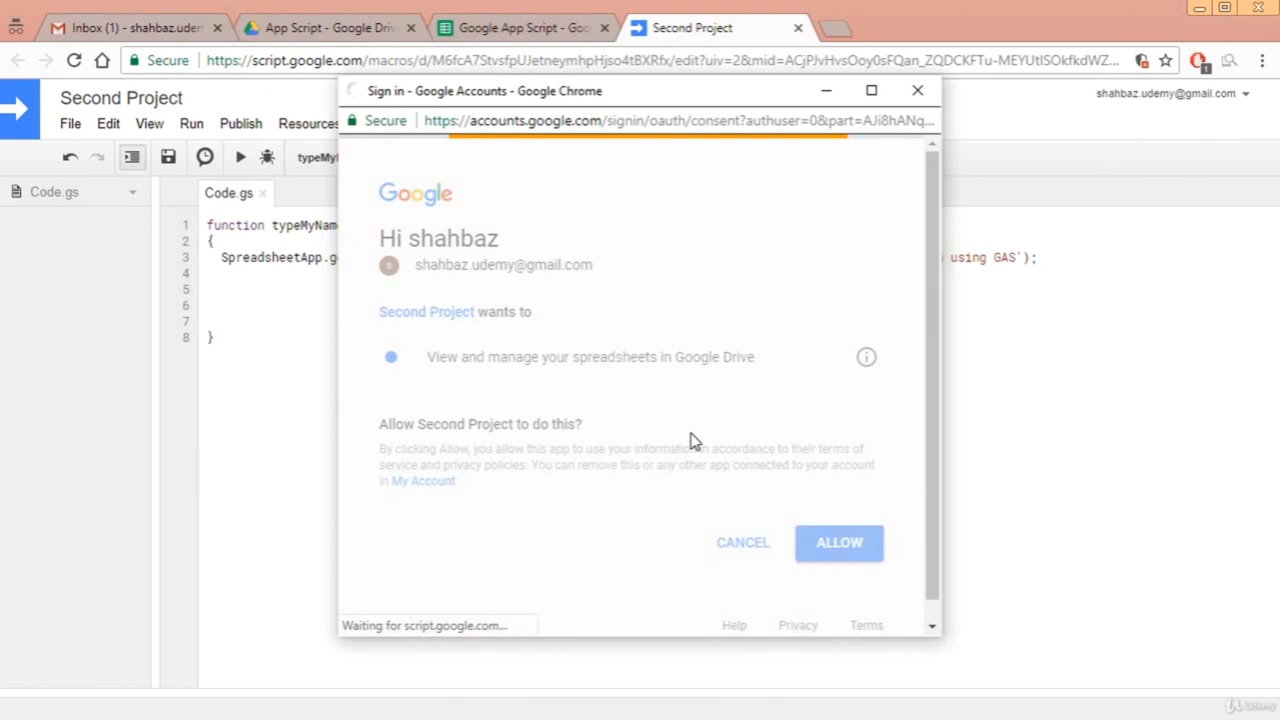 Inbox (1) - shahbaz.uden
App Script - Google Driv
Google App Script - Goo
Second Project
Secure
https://script.google.com/macros/d/M6fCA7StvsfpUJetneymhpHjso4tBXRfx/edit?uiv=2&mid=ACjPJvHvsOoy0sFQan_ZQDCKFTu-MEYUtISOkfkdWZ...
1
Second Project
shahbaz.udemy@gmail.com
File Edit View Run Publish Resources
typeMyN
Code.gs
Code.gs
1 function typeMyNam
2 {
3 SpreadsheetApp.g
using GAS');
4
5
6
7
8 }
Sign in - Google Accounts - Google Chrome
Secure
https://accounts.google.com/signin/oauth/consent?authuser=0&part=AJi8hANq...
Google
Hi shahbaz
s
shahbaz.udemy@gmail.com
Second Project wants to
View and manage your spreadsheets in Google Drive
Allow Second Project to do this?
By clicking Allow, you allow this app to use your information in accordance to their terms of
service and privacy policies. You can remove this or any other app connected to your account
in My Account
CANCEL
ALLOW
Waiting for script.google.com...
Help
Privacy
Terms
Udemy